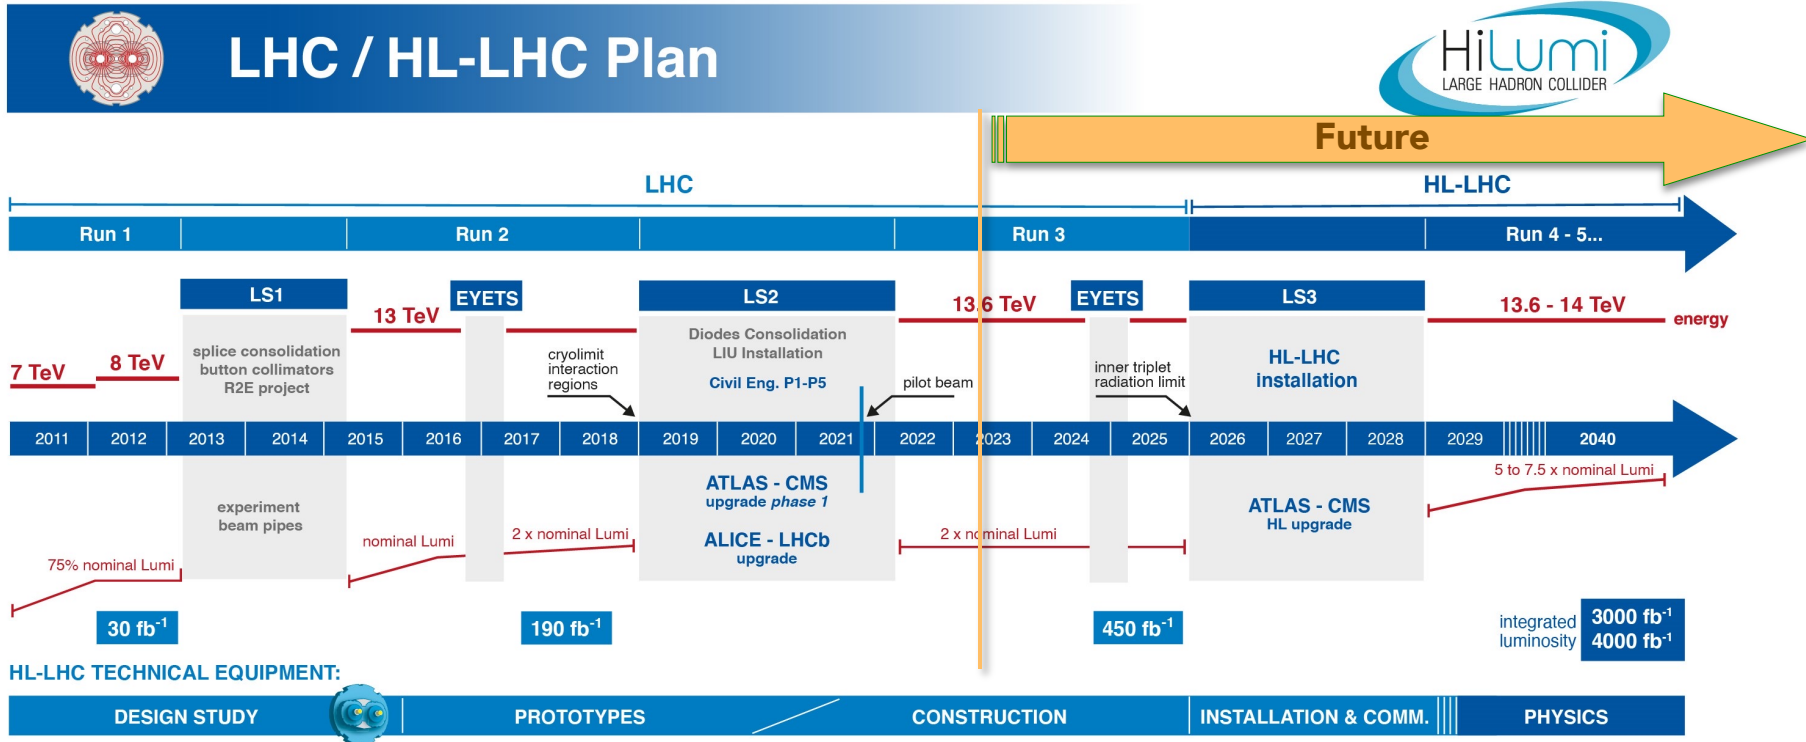 LHC / HL-LHC Plan
HiLumi
LARGE HADRON COLLIDER
Future
LHC
HL-LHC
Run 1
Run 2
Run 3
Run 4 - 5...
LS1
EYETS
LS2
EYETS
LS3
7 TeV
8 TeV
13 TeV
13.6 TeV
13.6 - 14 TeV
energy
splice consolidation
button collimators
R2E project
cryolimit
interaction
regions
Diodes Consolidation
LIU Installation
Civil Eng. P1-P5
pilot beam
inner triplet
radiation limit
HL-LHC
installation
2011
2012
2013
2014
2015
2016
2017
2018
2019
2020
2021
2022
2023
2024
2025
2026
2027
2028
2029
2040
experiment
beam pipes
ATLAS - CMS
upgrade phase 1
ALICE - LHCb
upgrade
ATLAS - CMS
HL upgrade
75% nominal Lumi
nominal Lumi
2 x nominal Lumi
2 x nominal Lumi
5 to 7.5 x nominal Lumi
30 fb⁻¹
190 fb⁻¹
450 fb⁻¹
integrated
luminosity
3000 fb⁻¹
4000 fb⁻¹
HL-LHC TECHNICAL EQUIPMENT:
DESIGN STUDY
PROTOTYPES
CONSTRUCTION
INSTALLATION & COMM.
PHYSICS